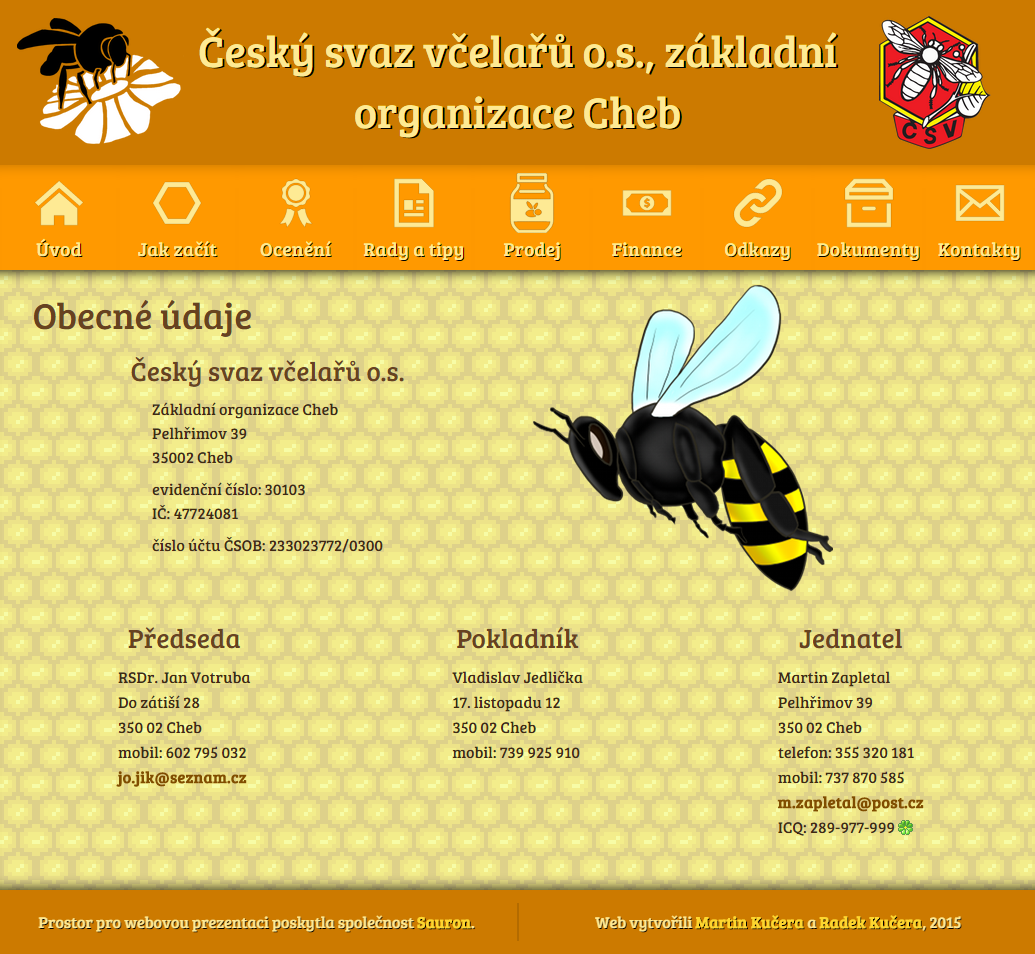 Český svaz včelařů o.s., základní
organizace Cheb
ČSV
Úvod
Jak začít
Ocenění
Rady a tipy
Prodej
Finance
Odkazy
Dokumenty
Kontakty
Obecné údaje
Český svaz včelařů o.s.
Základní organizace Cheb
Pelhřimov 39
35002 Cheb
evidenční číslo: 30103
IČ: 47724081
číslo účtu ČSOB: 233023772/0300
Předseda
RSDr. Jan Votruba
Do zátiší 28
350 02 Cheb
mobil: 602 795 032
jo.jik@seznam.cz
Pokladník
Vladislav Jedlička
17. listopadu 12
350 02 Cheb
mobil: 739 925 910
Jednatel
Martin Zapletal
Pelhřimov 39
350 02 Cheb
telefon: 355 320 181
mobil: 737 870 585
m.zapletal@post.cz
ICQ: 289-977-999
Prostor pro webovou prezentaci poskytla společnost Sauron.
Web vytvořili Martin Kučera a Radek Kučera, 2015